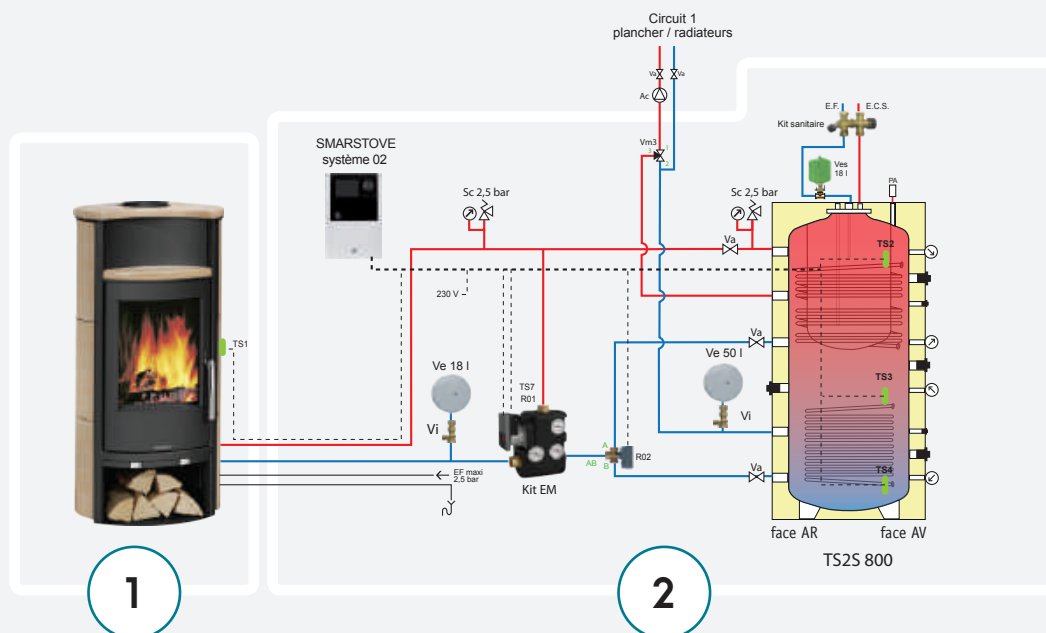 Circuit 1
plancher / radiateurs
Va
Va
Ac
E.F.
E.C.S.
Kit sanitaire
SMARSTOVE
système 02
Vm3
3
1
2
Ves
18 l
PA
Sc 2,5 bar
Sc 2,5 bar
Va
TS2
230 V
TS1
Va
Ve 18 l
Ve 50 l
TS7
R01
TS3
Vi
Vi
A
AB
B
R02
EF maxi
2,5 bar
Kit EM
Va
TS4
face AR
face AV
TS2S 800
1
2